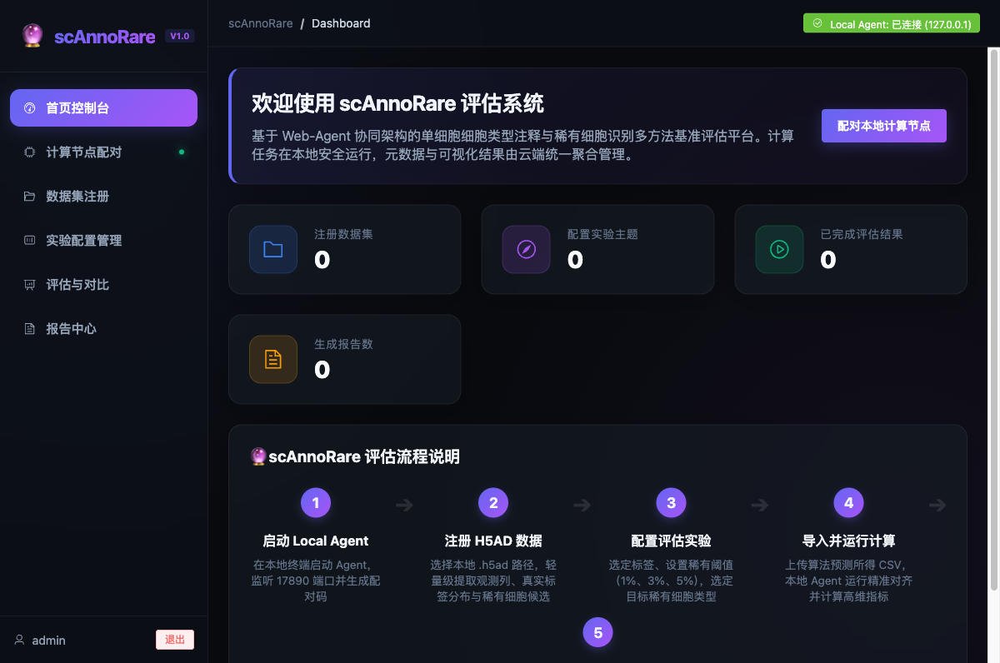 scAnnoRare V1.0
scAnnoRare / Dashboard
Local Agent: 已连接 (127.0.0.1)
首页控制台
计算节点配对
数据集注册
实验配置管理
评估与对比
报告中心
admin
退出
欢迎使用 scAnnoRare 评估系统
基于 Web-Agent 协同架构的单细胞细胞类型注释与稀有细胞识别多方法基准评估平台。计算
任务在本地安全运行，元数据与可视化结果由云端统一聚合管理。
配对本地计算节点
注册数据集
0
配置实验主题
0
已完成评估结果
0
生成报告数
0
scAnnoRare 评估流程说明
1
启动 Local Agent
在本地终端启动 Agent，
监听 17890 端口并生成配
对码
2
注册 H5AD 数据
选择本地 .h5ad 路径，轻
量级提取观测列、真实标
签分布与稀有细胞候选
3
配置评估实验
选定标签、设置稀有阈值
（1%、3%、5%），选定
目标稀有细胞类型
4
导入并运行计算
上传算法预测所得 CSV，
本地 Agent 运行精准对齐
并计算高维指标
5